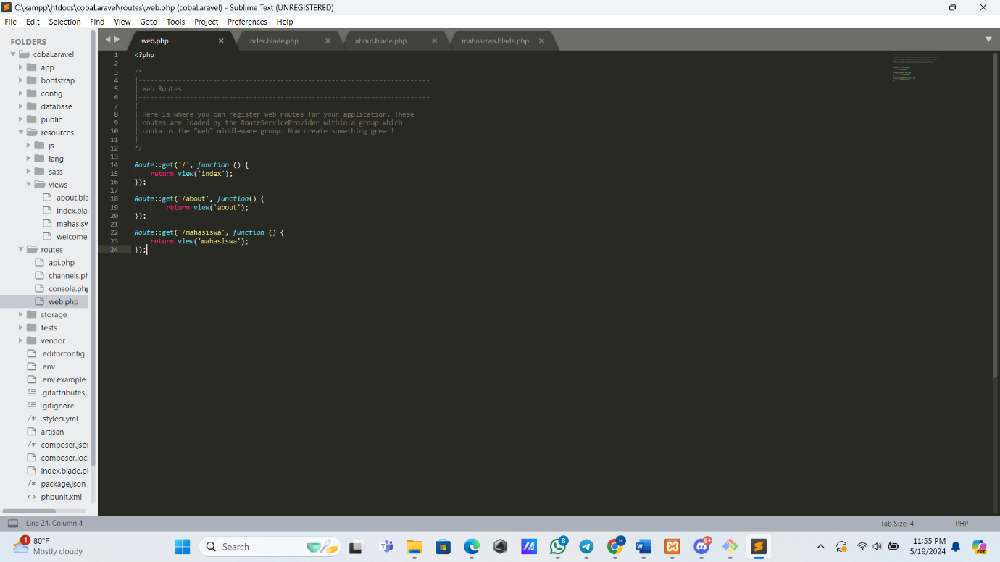 C:\xampp\htdocs\cobaLaravel\routes\web.php (cobaLaravel) - Sublime Text (UNREGISTERED)
File Edit Selection Find View Goto Tools Project Preferences Help
FOLDERS
cobaLaravel
app
bootstrap
config
database
public
resources
js
lang
sass
views
about.bla
index.bla
mahasisw
welcome.
routes
api.php
channels.ph
console.php
web.php
storage
tests
vendor
.editorconfig
.env
.env.example
.gitattributes
.gitignore
/* .styleci.yml
artisan
/* composer.json
composer.lock
index.blade.ph
/* package.json
<> phpunit.xml
web.php index.blade.php about.blade.php mahasiswa.blade.php
1 <?php
2
3 /*
4 |--------------------------------------------------------------------------
5 | Web Routes
6 |--------------------------------------------------------------------------
7 |
8 | Here is where you can register web routes for your application. These
9 | routes are loaded by the RouteServiceProvider within a group which
10 | contains the "web" middleware group. Now create something great!
11 |
12 */
13
14 Route::get('/', function () {
15 return view('index');
16 });
17
18 Route::get('/about', function() {
19 return view('about');
20 });
21
22 Route::get('/mahasiswa', function () {
23 return view('mahasiswa');
24 });
Line 24, Column 4 Tab Size: 4 PHP
1
80°F
Mostly cloudy
Search
8
H
9+
11:55 PM
5/19/2024
PRE